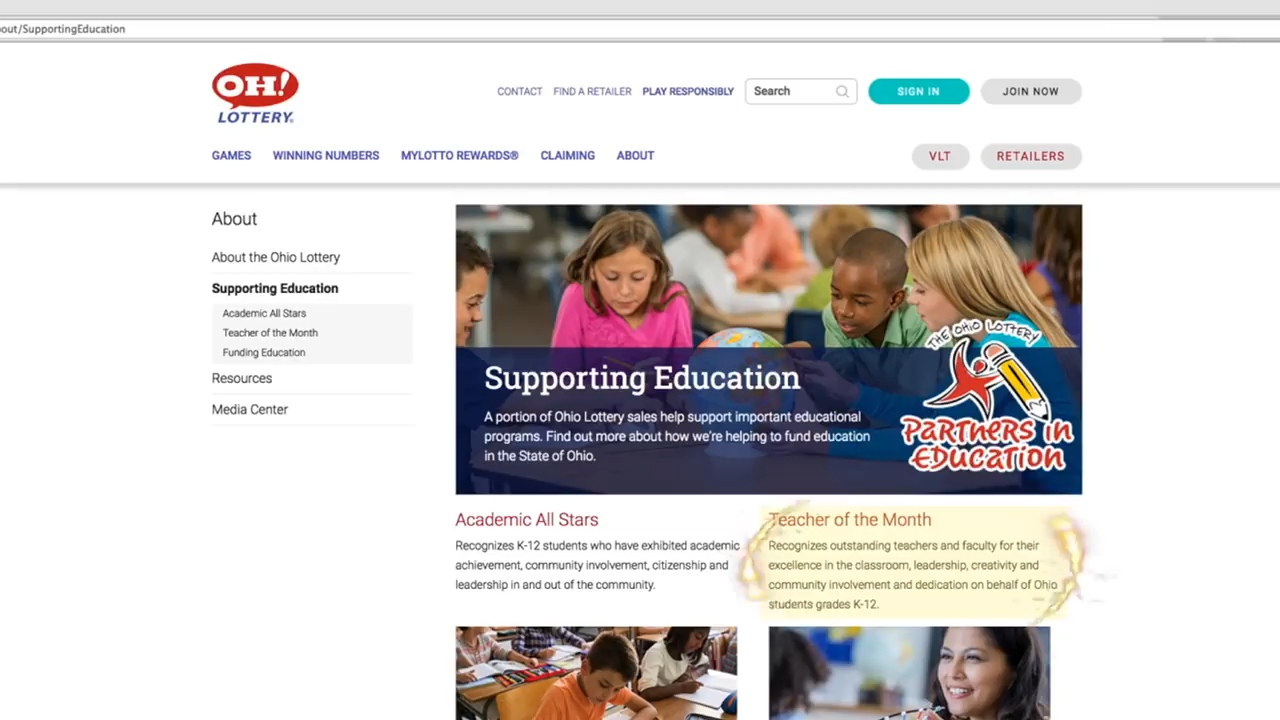 out/SupportingEducation
OH!
LOTTERY
CONTACT FIND A RETAILER PLAY RESPONSIBLY Search SIGN IN JOIN NOW
GAMES WINNING NUMBERS MYLOTTO REWARDS® CLAIMING ABOUT VLT RETAILERS
About
About the Ohio Lottery
Supporting Education
Academic All Stars
Teacher of the Month
Funding Education
Resources
Media Center
THE OHIO LOTTERY
PARTNERS IN
EDUCATION
Supporting Education
A portion of Ohio Lottery sales help support important educational
programs. Find out more about how we're helping to fund education
in the State of Ohio.
Academic All Stars
Recognizes K-12 students who have exhibited academic
achievement, community involvement, citizenship and
leadership in and out of the community.
Teacher of the Month
Recognizes outstanding teachers and faculty for their
excellence in the classroom, leadership, creativity and
community involvement and dedication on behalf of Ohio
students grades K-12.